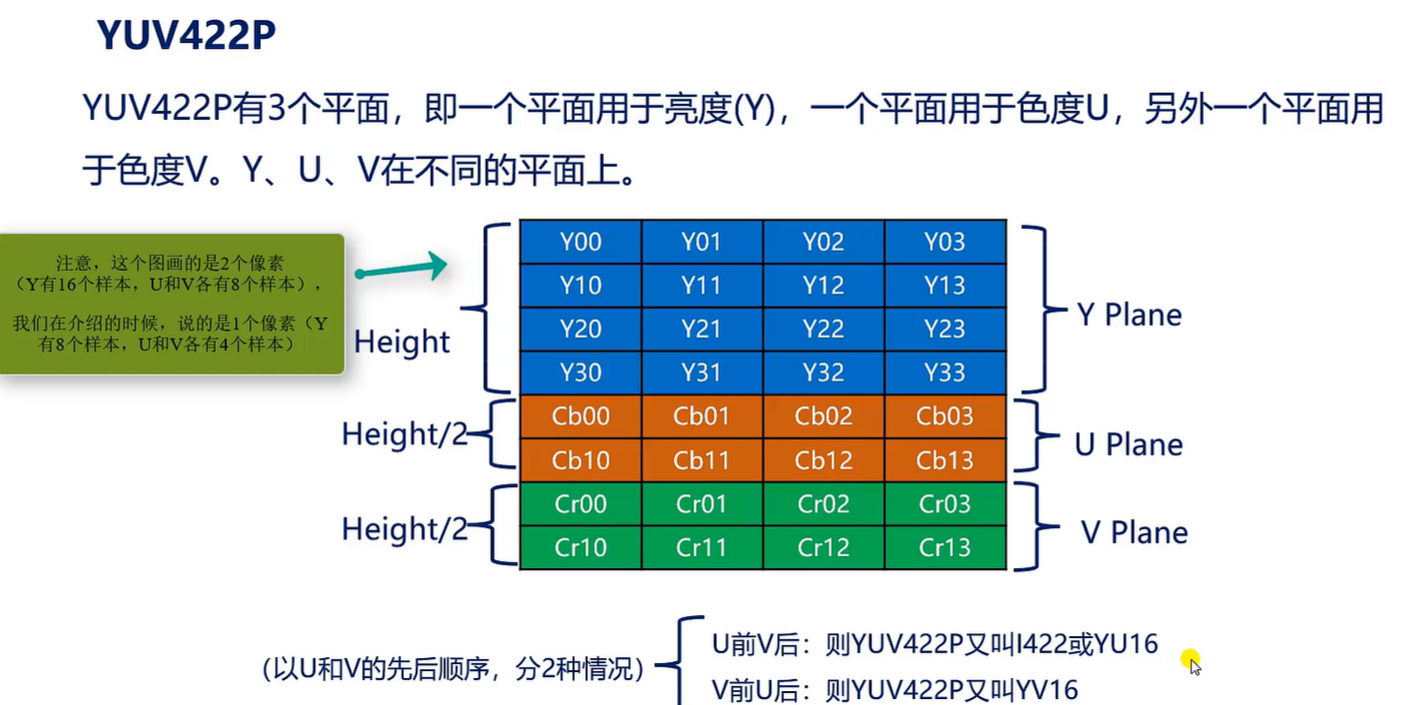 YUV422P
YUV422P有3个平面，即一个平面用于亮度(Y)，一个平面用于色度U，另外一个平面用
于色度V。Y、U、V在不同的平面上。
注意，这个图画的是2个像素
（Y有16个样本，U和V各有8个样本），
我们在介绍的时候，说的是1个像素（Y
有8个样本，U和V各有4个样本）
Height
Y00 Y01 Y02 Y03
Y10 Y11 Y12 Y13
Y20 Y21 Y22 Y23
Y30 Y31 Y32 Y33
Y Plane
Height/2
Cb00 Cb01 Cb02 Cb03
Cb10 Cb11 Cb12 Cb13
U Plane
Height/2
Cr00 Cr01 Cr02 Cr03
Cr10 Cr11 Cr12 Cr13
V Plane
（以U和V的先后顺序，分2种情况）
U前V后：则YUV422P又叫I422或YU16
V前U后：则YUV422P又叫YV16